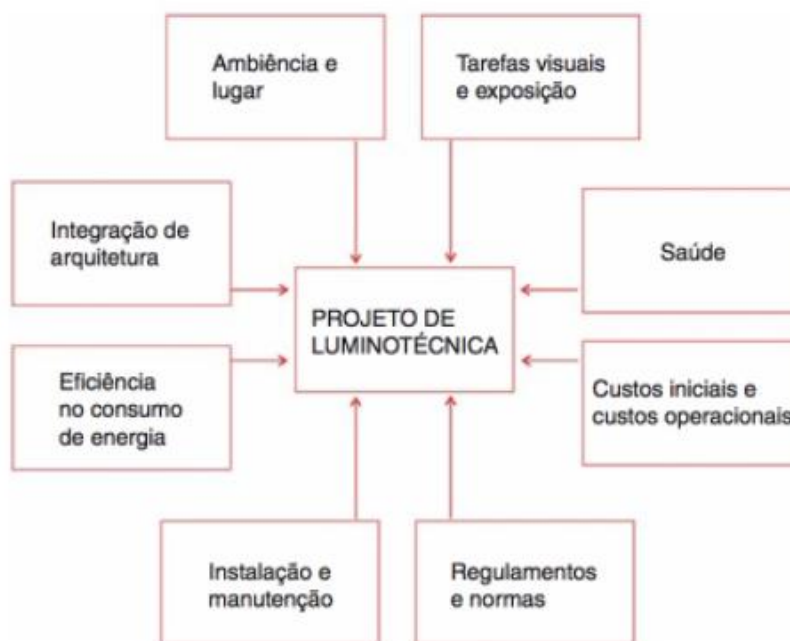 Ambiência e
lugar
Tarefas visuais
e exposição
Integração de
arquitetura
Saúde
PROJETO DE
LUMINOTÉCNICA
Eficiência
no consumo
de energia
Custos iniciais e
custos operacionais
Instalação e
manutenção
Regulamentos
e normas